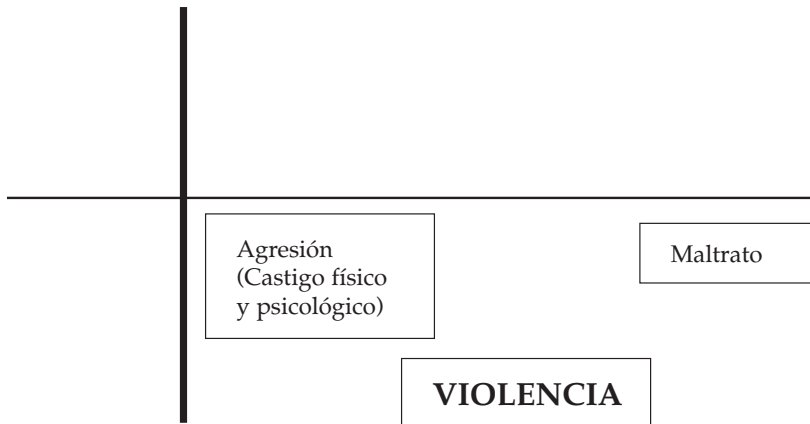 Agresión
(Castigo físico
y psicológico)
Maltrato
VIOLENCIA